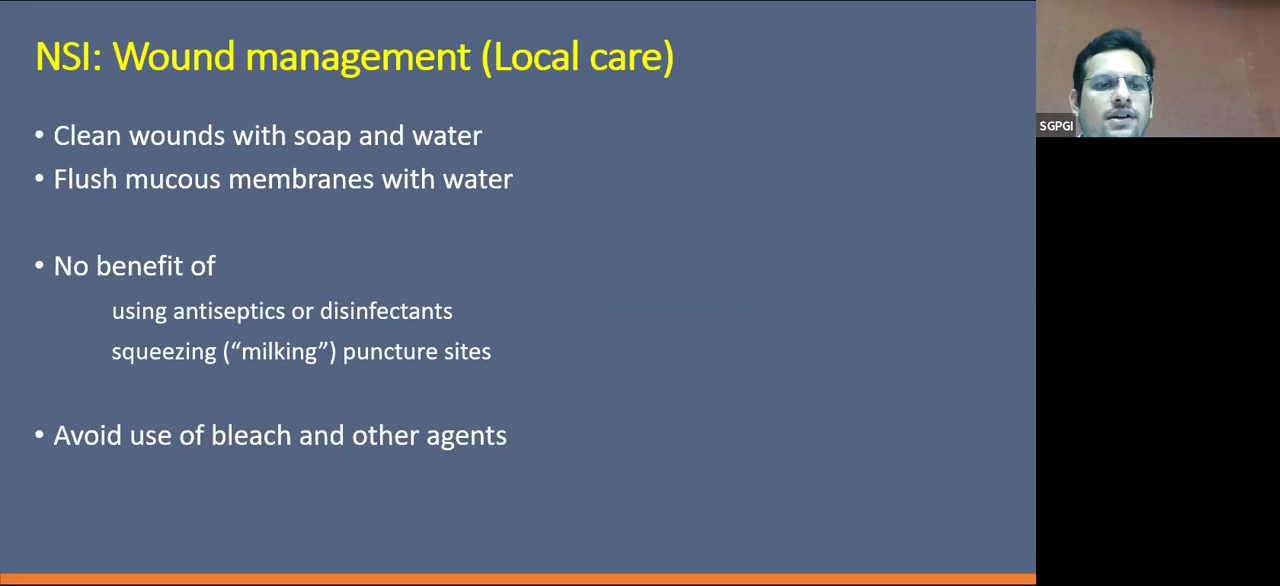 NSI: Wound management (Local care)
• Clean wounds with soap and water
• Flush mucous membranes with water
• No benefit of
using antiseptics or disinfectants
squeezing (“milking”) puncture sites
• Avoid use of bleach and other agents
SGPGI